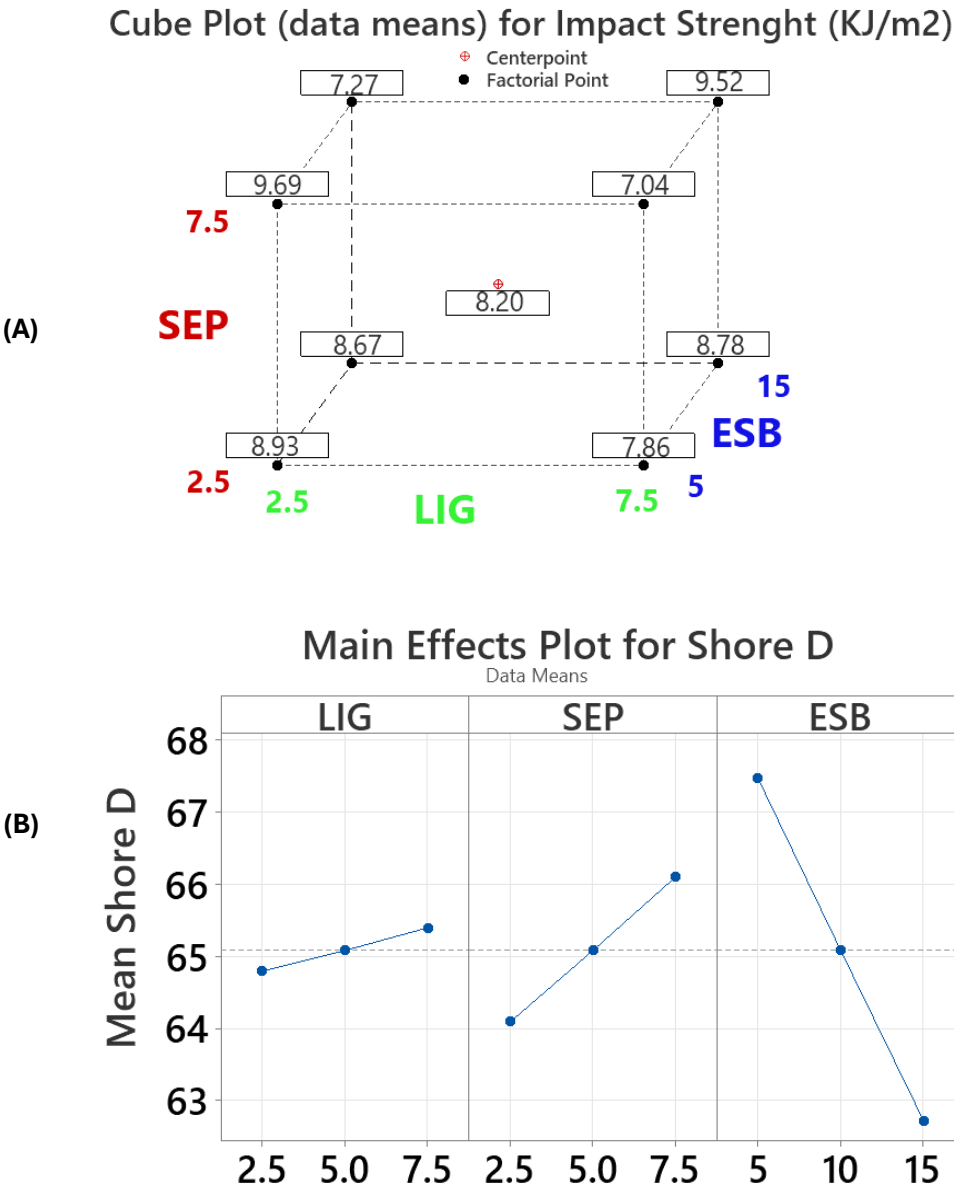 Cube Plot (data means) for Impact Strenght (KJ/m2)
Centerpoint
Factorial Point
7.27
9.52
9.69
7.04
7.5
8.20
(A)
SEP
8.67
8.78
15
ESB
8.93
7.86
2.5
2.5
LIG
7.5
5
Main Effects Plot for Shore D
Data Means
LIG SEP ESB
68
67
66
65
64
63
(B)
Mean Shore D
2.5 5.0 7.5 2.5 5.0 7.5 5 10 15